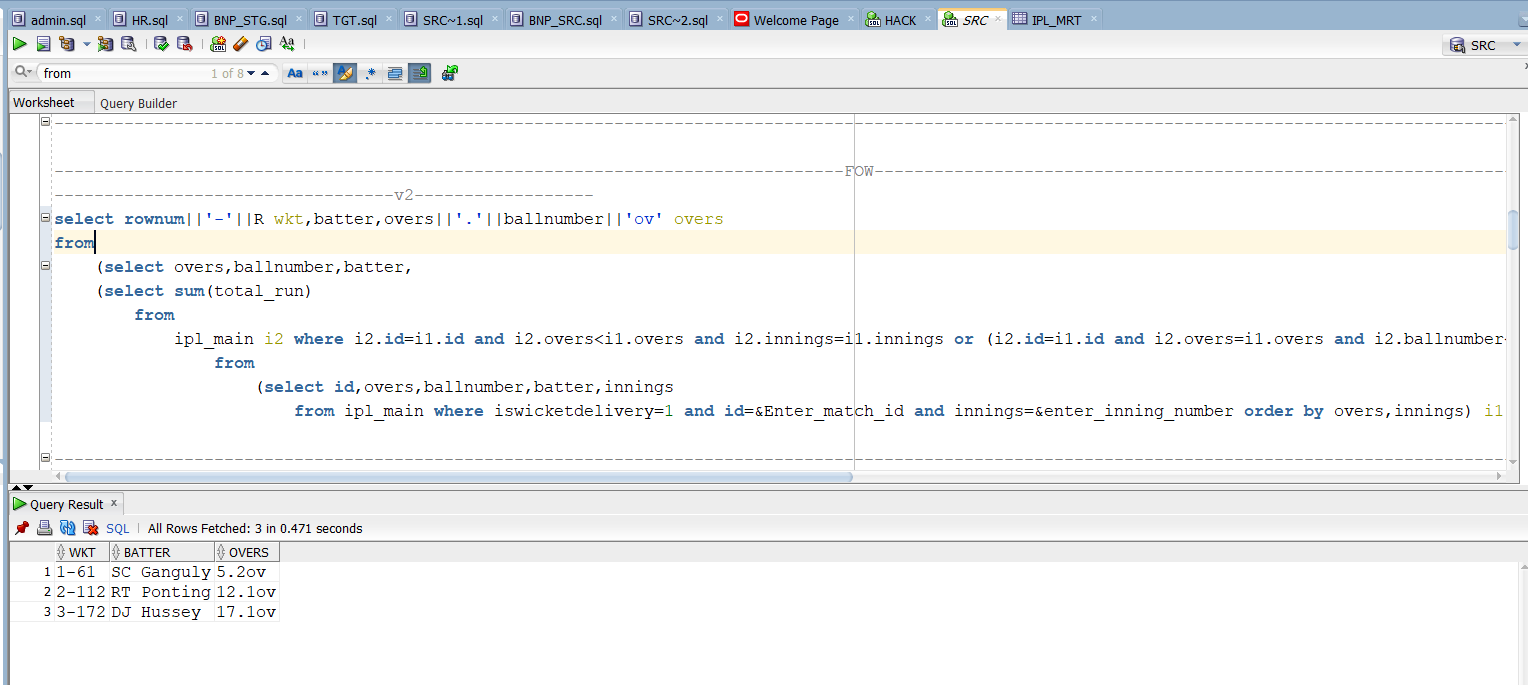 admin.sql HR.sql BNP_STG.sql TGT.sql SRC~1.sql BNP_SRC.sql SRC~2.sql Welcome Page HACK SRC IPL_MRT
SRC
from 1 of 8 Aa “ ” .*
Worksheet Query Builder
FOW
v2
select rownum||'-'||R wkt,batter,overs||'.'||ballnumber||'ov' overs
from
(select overs,ballnumber,batter,
(select sum(total_run)
from
ipl_main i2 where i2.id=i1.id and i2.overs<i1.overs and i2.innings=i1.innings or (i2.id=i1.id and i2.overs=i1.overs and i2.ballnumber
from
(select id,overs,ballnumber,batter,innings
from ipl_main where iswicketdelivery=1 and id=&Enter_match_id and innings=&enter_inning_number order by overs,innings) i1
Query Result
SQL | All Rows Fetched: 3 in 0.471 seconds
WKT BATTER OVERS
1 1-61 SC Ganguly 5.2ov
2 2-112 RT Ponting 12.1ov
3 3-172 DJ Hussey 17.1ov